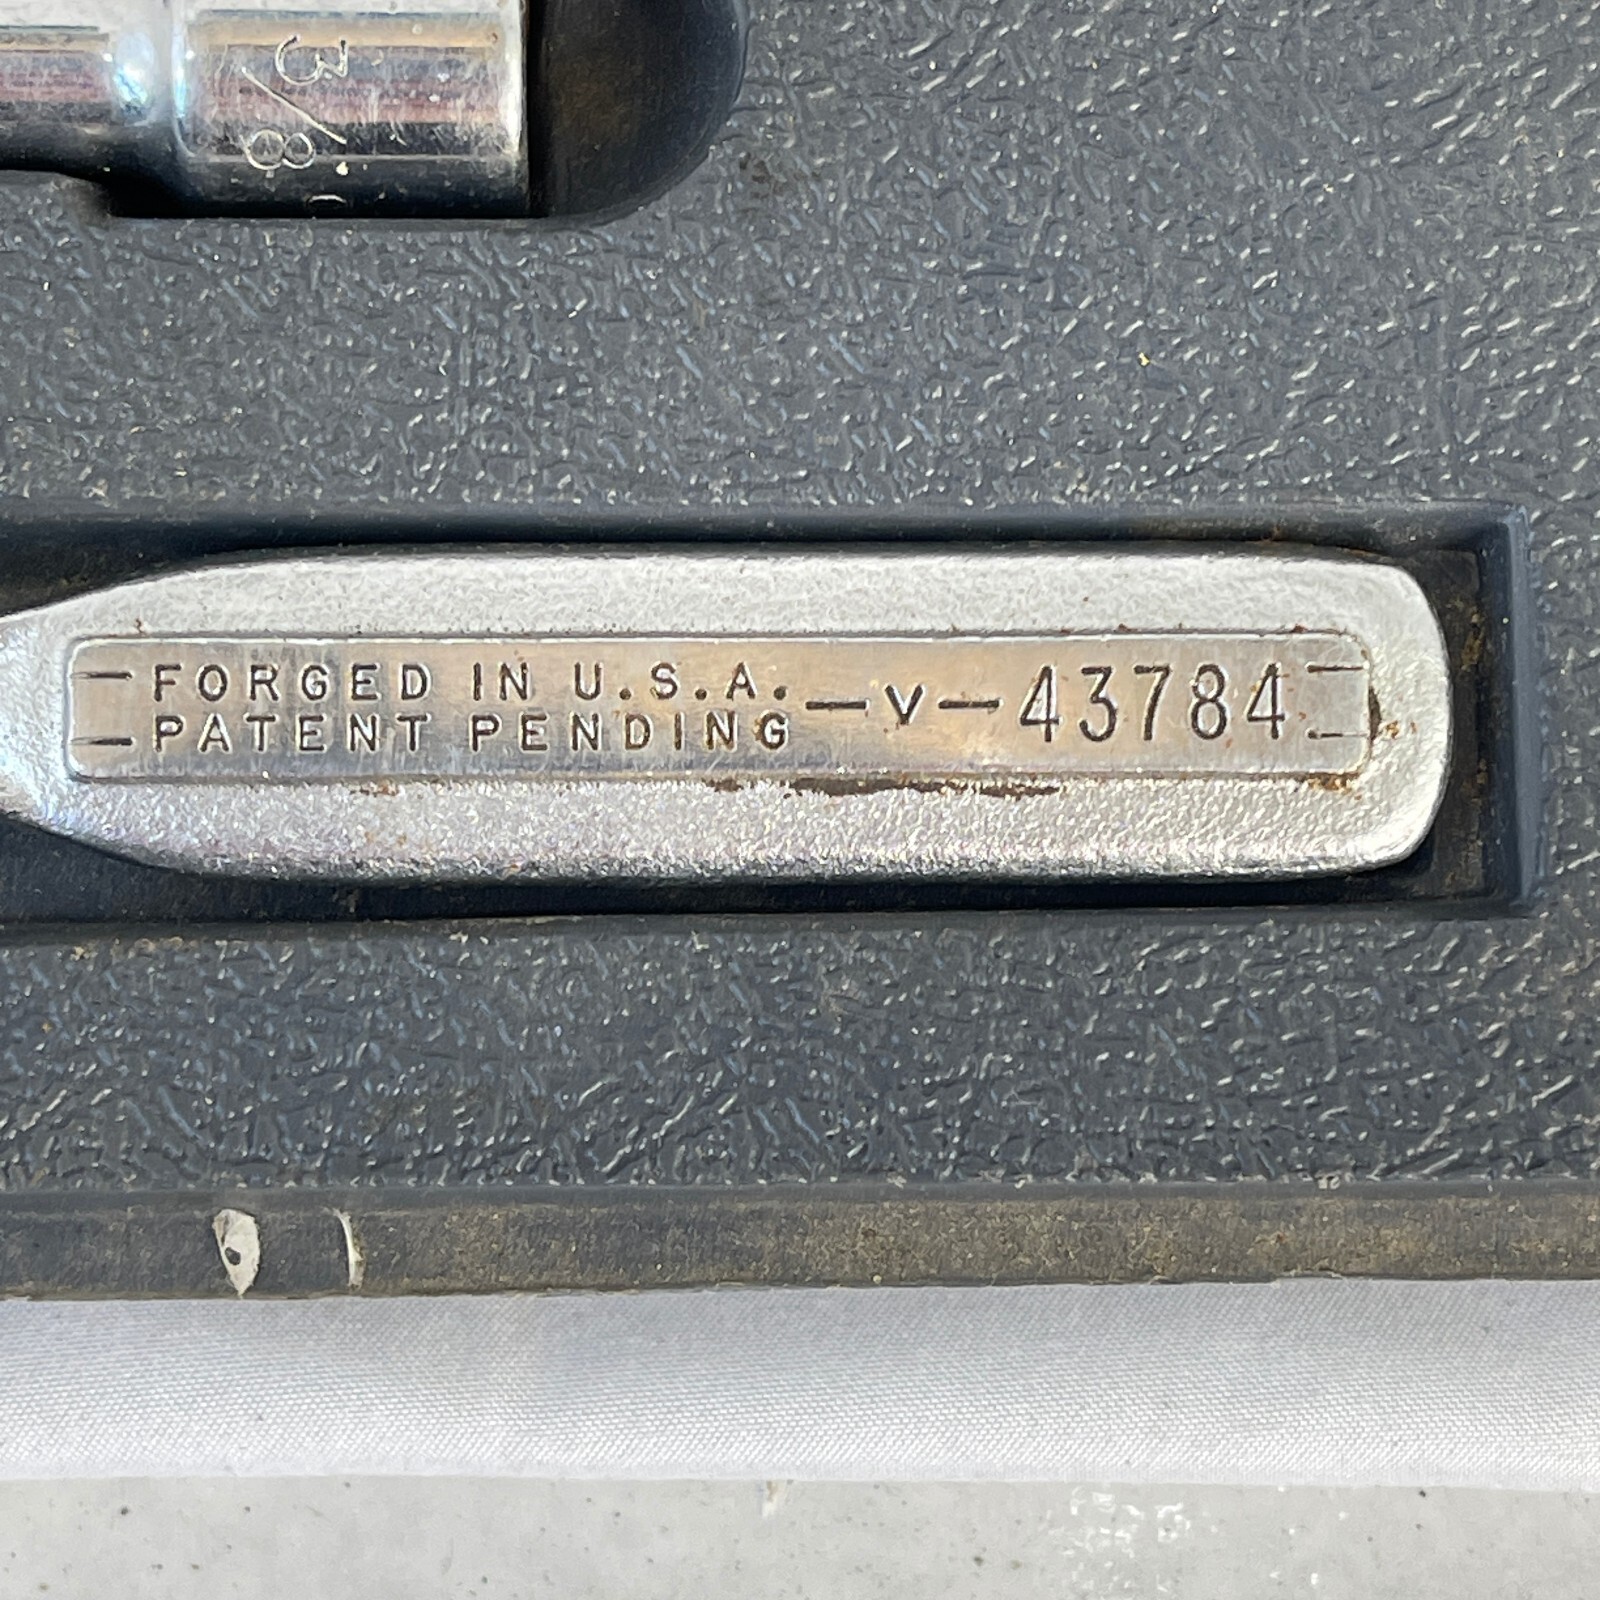 3/8
FORGED IN U.S.A.
PATENT PENDING
—V—43784